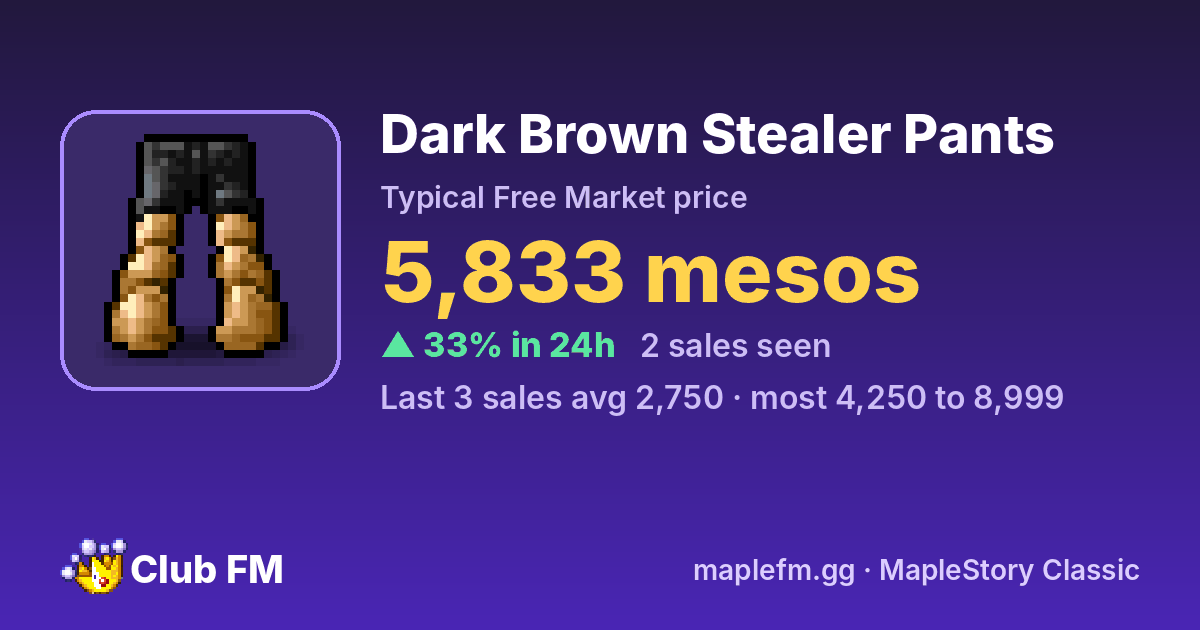 Dark Brown Stealer Pants
Typical Free Market price
5,833 mesos
▲ 33% in 24h 2 sales seen
Last 3 sales avg 2,750 · most 4,250 to 8,999
Club FM
maplefm.gg · MapleStory Classic